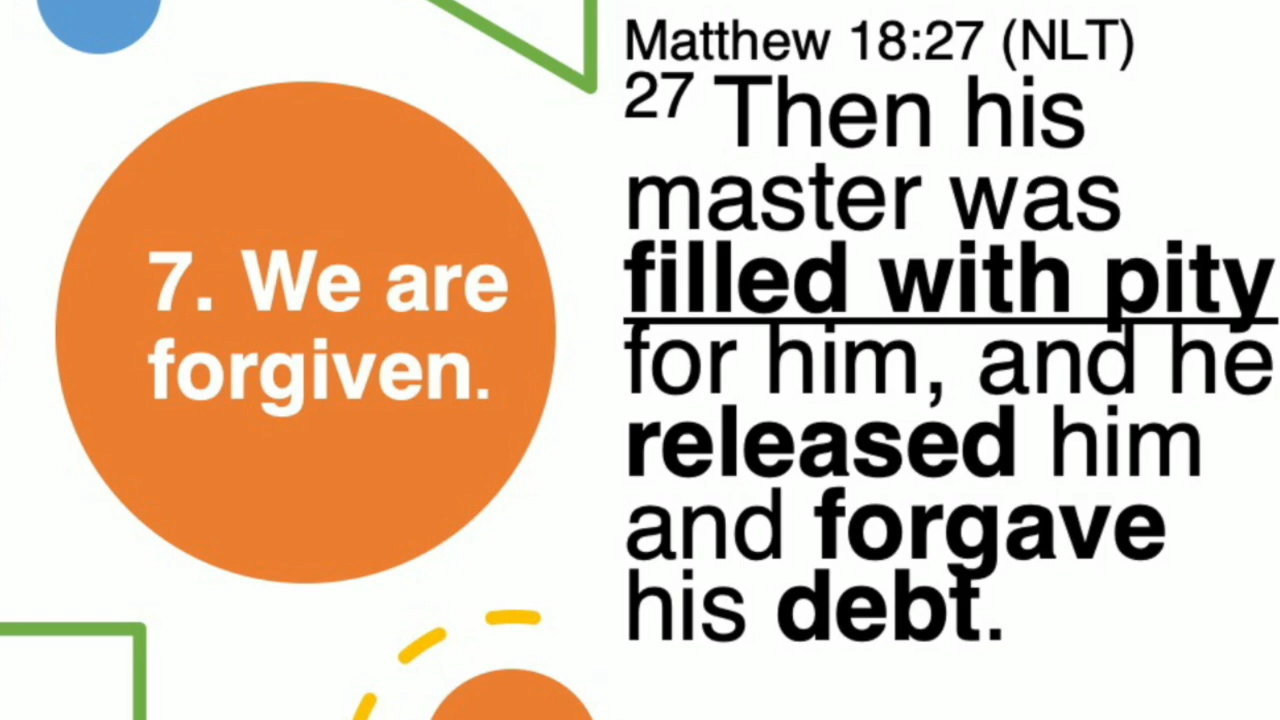 7. We are
forgiven.
Matthew 18:27 (NLT)
27 Then his
master was
filled with pity
for him, and he
released him
and forgave
his debt.